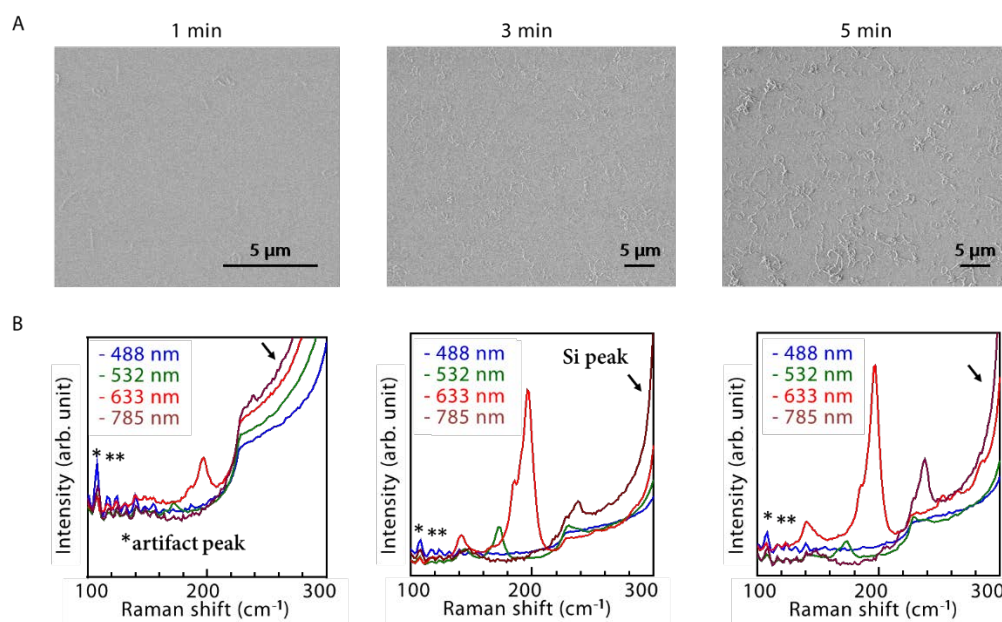 A
1 min
3 min
5 min
5 µm
5 µm
5 µm
B
- 488 nm
- 532 nm
- 633 nm
- 785 nm
* **
*artifact peak
Intensity (arb. unit)
100 200 300
Raman shift (cm⁻¹)
- 488 nm
- 532 nm
- 633 nm
- 785 nm
Si peak
* **
Intensity (arb. unit)
100 200 300
Raman shift (cm⁻¹)
- 488 nm
- 532 nm
- 633 nm
- 785 nm
* **
Intensity (arb. unit)
100 200 300
Raman shift (cm⁻¹)